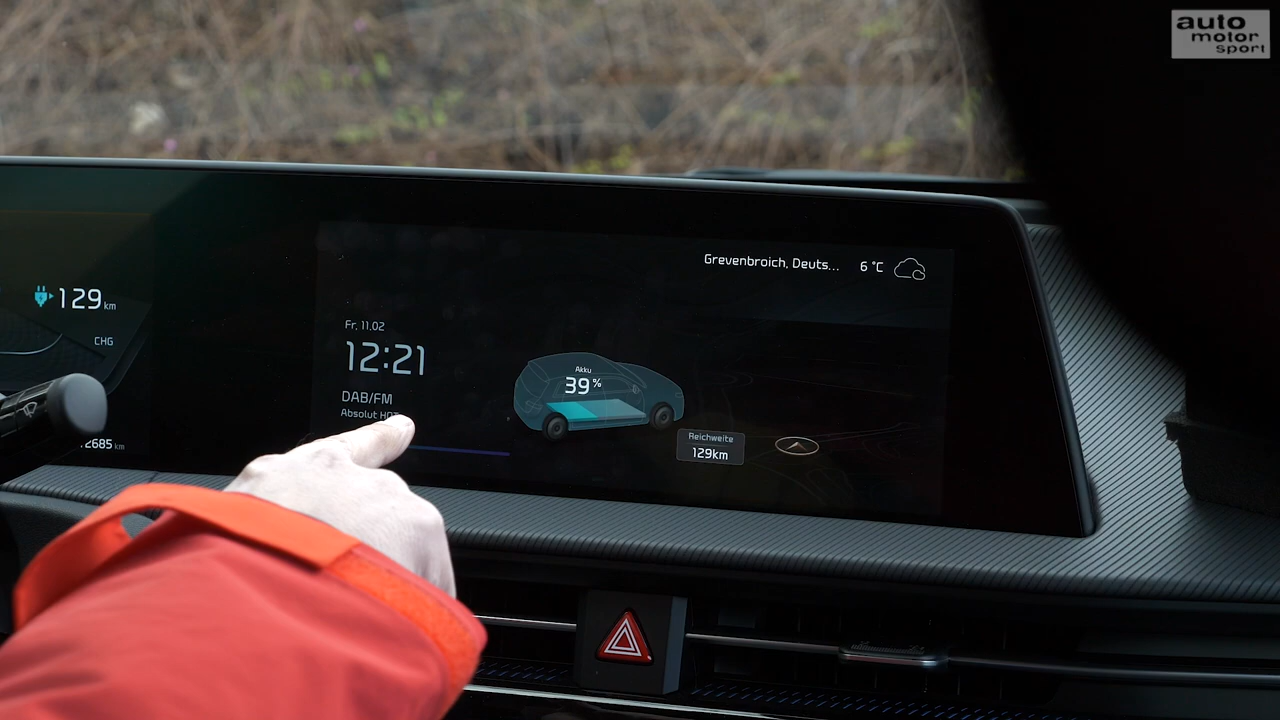 auto
motor
sport
Grevenbroich, Deuts... 6 °C
129 km
CHG
2685 km
Fr, 11.02
12:21
DAB/FM
Absolut
Akku
39 %
Reichweite
129km